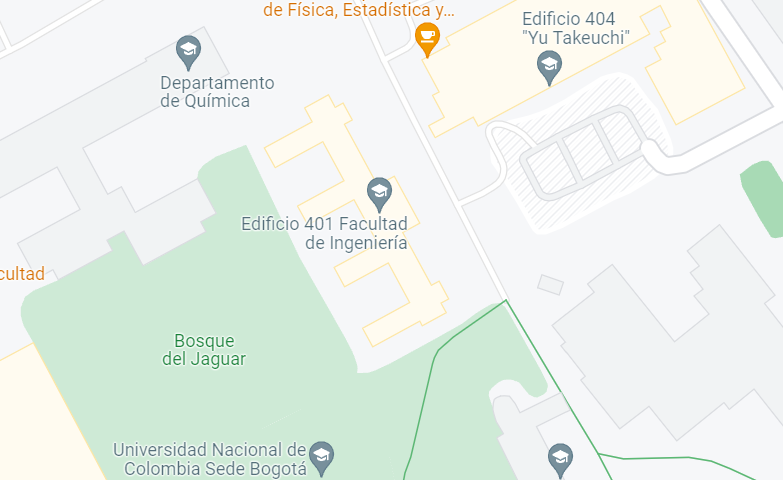 de Física, Estadística y...
Edificio 404
"Yu Takeuchi"
Departamento
de Química
Edificio 401 Facultad
de Ingeniería
cultad
Bosque
del Jaguar
Universidad Nacional de
Colombia Sede Bogotá